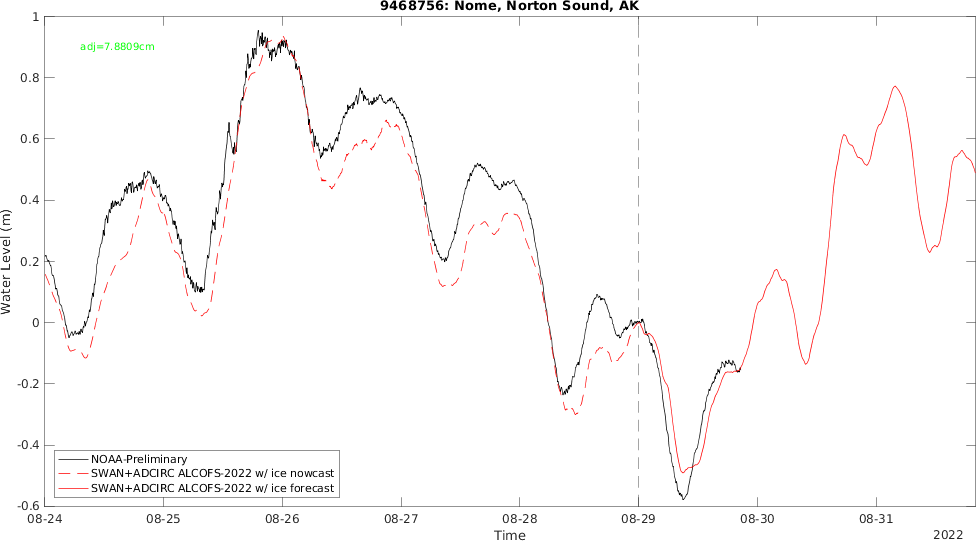 9468756: Nome, Norton Sound, AK
adj=7.8809cm
1
0.8
0.6
0.4
0.2
0
-0.2
-0.4
-0.6
Water Level (m)
NOAA-Preliminary
SWAN+ADCIRC ALCOFS-2022 w/ ice nowcast
SWAN+ADCIRC ALCOFS-2022 w/ ice forecast
08-24 08-25 08-26 08-27 08-28 08-29 08-30 08-31
Time
2022